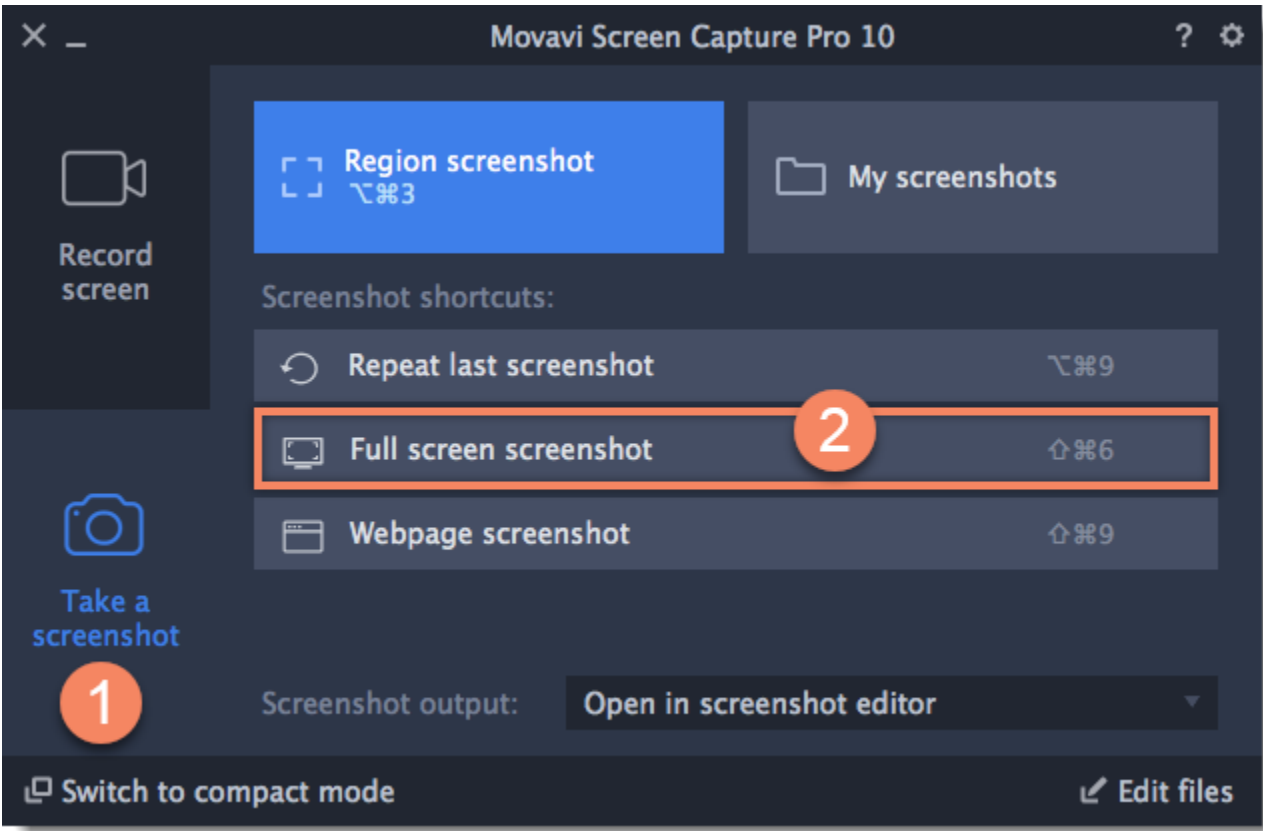 Movavi Screen Capture Pro 10
?
Record
screen
Region screenshot
⌥⌘3
My screenshots
Screenshot shortcuts:
Repeat last screenshot ⌥⌘9
Full screen screenshot 2 ⇧⌘6
Webpage screenshot ⇧⌘9
Take a
screenshot
1
Screenshot output: Open in screenshot editor
Switch to compact mode
Edit files